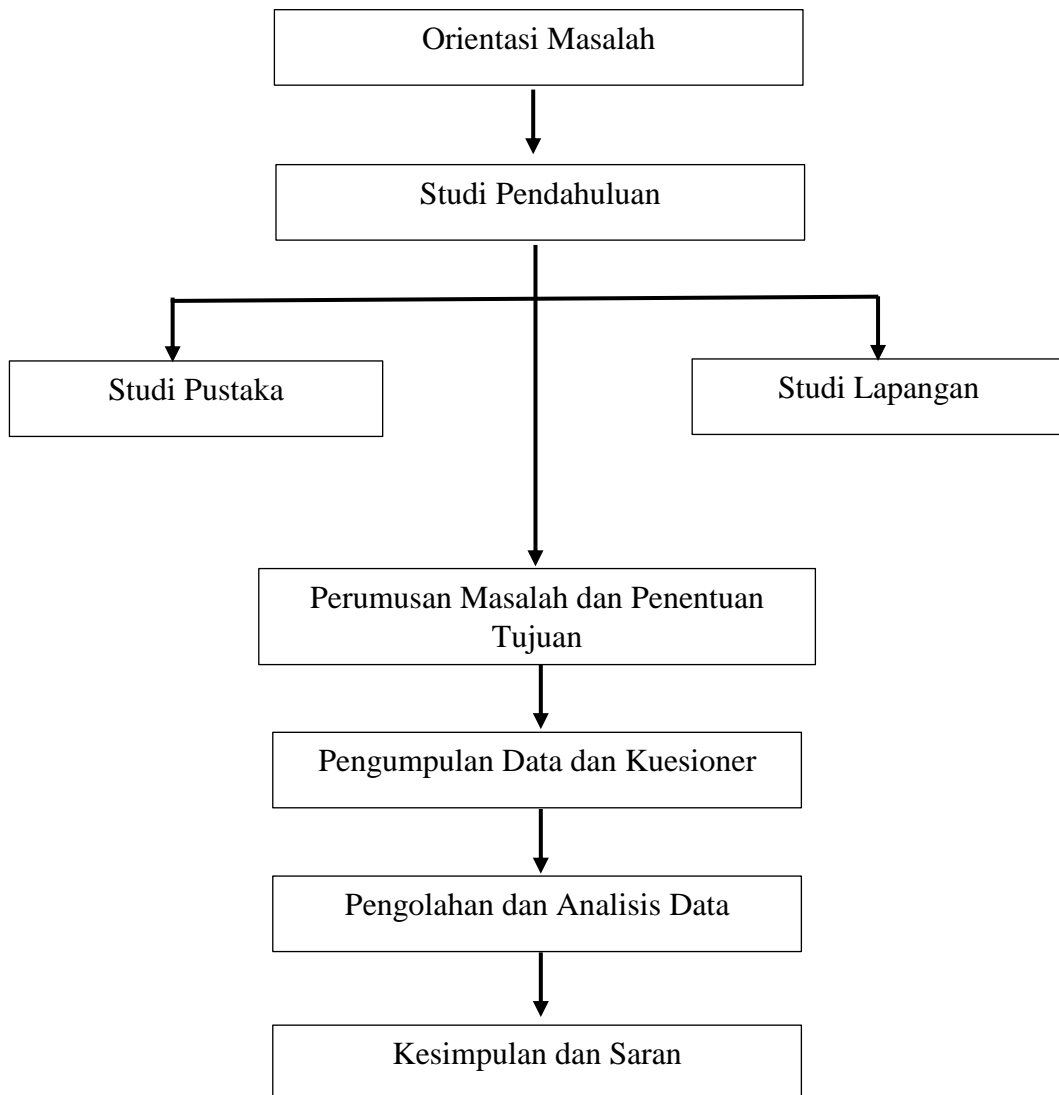 Orientasi Masalah
Studi Pendahuluan
Studi Pustaka
Studi Lapangan
Perumusan Masalah dan Penentuan
Tujuan
Pengumpulan Data dan Kuesioner
Pengolahan dan Analisis Data
Kesimpulan dan Saran